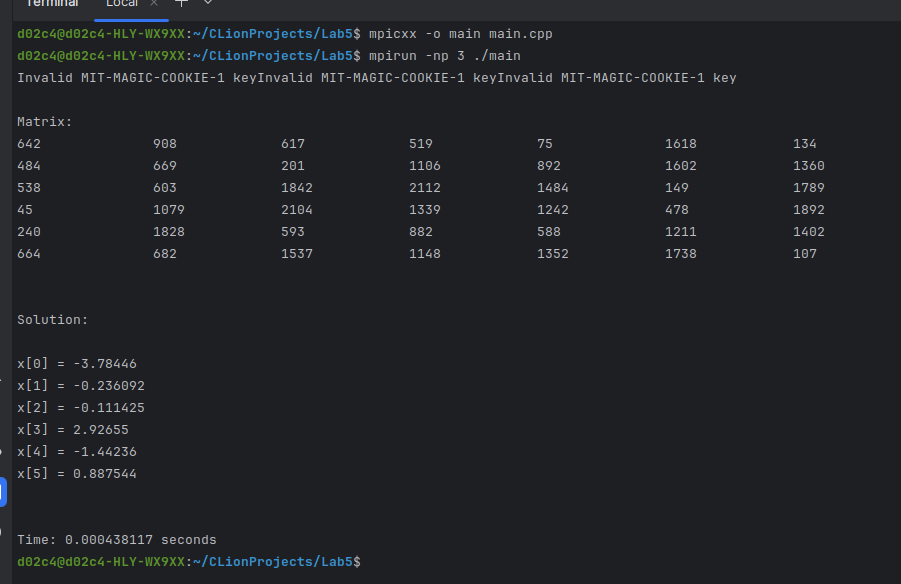 Terminal Local × + ⌄
d02c4@d02c4-HLY-WX9XX:~/CLionProjects/Lab5$ mpicxx -o main main.cpp
d02c4@d02c4-HLY-WX9XX:~/CLionProjects/Lab5$ mpirun -np 3 ./main
Invalid MIT-MAGIC-COOKIE-1 keyInvalid MIT-MAGIC-COOKIE-1 keyInvalid MIT-MAGIC-COOKIE-1 key
Matrix:
642 908 617 519 75 1618 134
484 669 201 1106 892 1602 1360
538 603 1842 2112 1484 149 1789
45 1079 2104 1339 1242 478 1892
240 1828 593 882 588 1211 1402
664 682 1537 1148 1352 1738 107
Solution:
x[0] = -3.78446
x[1] = -0.236092
x[2] = -0.111425
x[3] = 2.92655
x[4] = -1.44236
x[5] = 0.887544
Time: 0.000438117 seconds
d02c4@d02c4-HLY-WX9XX:~/CLionProjects/Lab5$